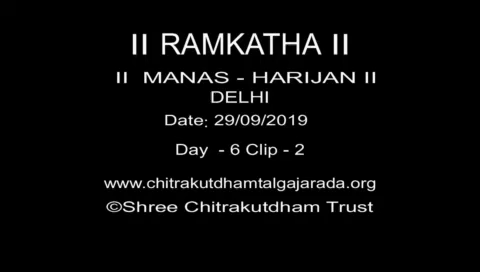 II RAMKATHA II
II MANAS - HARIJAN II
DELHI
Date: 29/09/2019
Day - 6 Clip - 2
www.chitrakutdhamtalgajarada.org
©Shree Chitrakutdham Trust